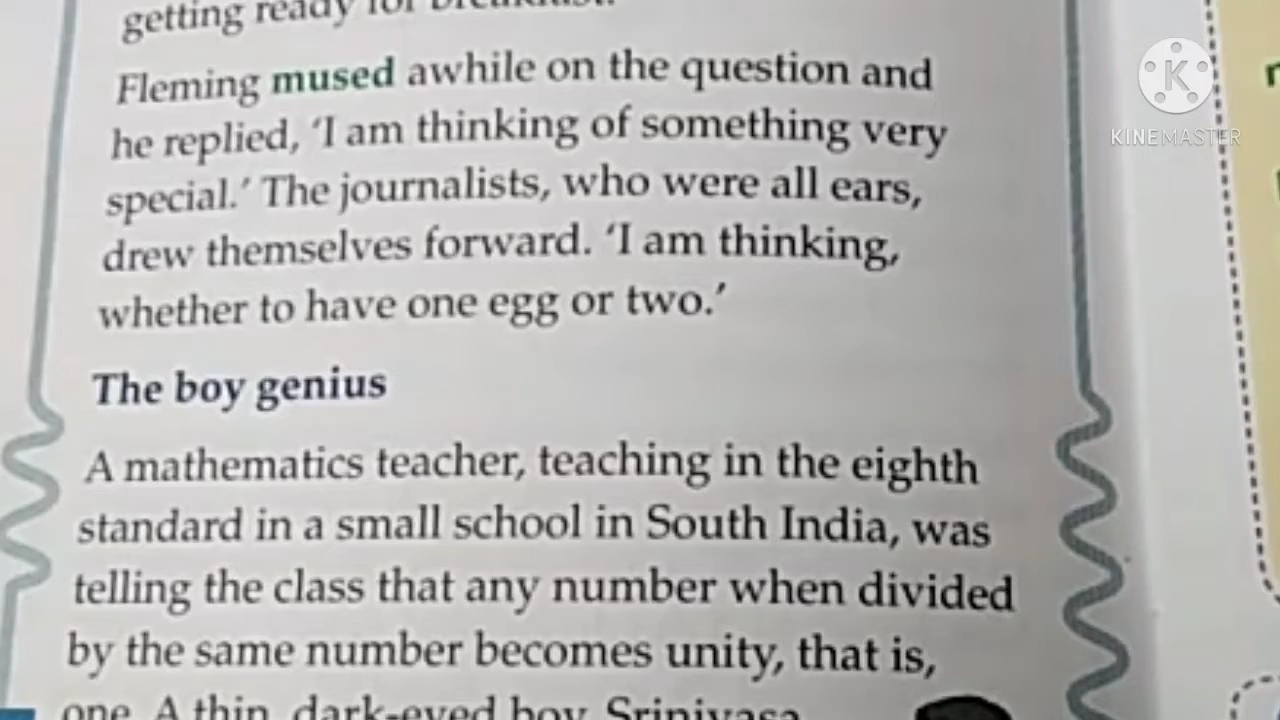 getting ready for breakfast.
Fleming mused awhile on the question and
he replied, ‘I am thinking of something very
special.’ The journalists, who were all ears,
drew themselves forward. ‘I am thinking,
whether to have one egg or two.’
The boy genius
A mathematics teacher, teaching in the eighth
standard in a small school in South India, was
telling the class that any number when divided
by the same number becomes unity, that is,
one. A thin, dark-eyed boy, Srinivasa
K
KINEMASTER